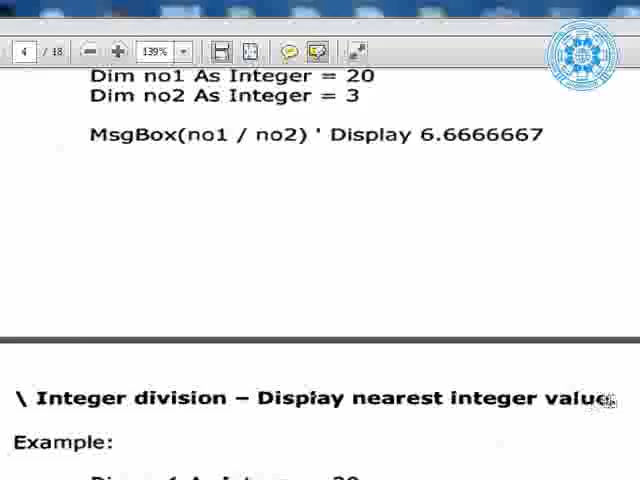 4 / 18 139%
Dim no1 As Integer = 20
Dim no2 As Integer = 3
MsgBox(no1 / no2) ' Display 6.6666667
\ Integer division – Display nearest integer value.
Example: